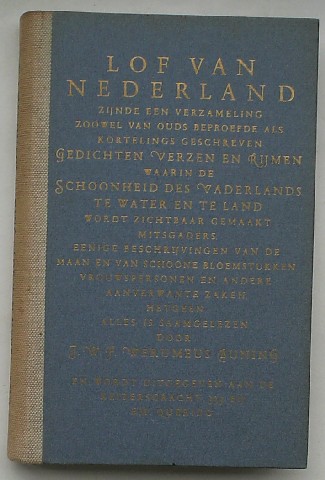 LOF VAN
NEDERLAND
ZIJNDE EEN VERZAMELING
ZOOWEL VAN OUDS BEPROEFDE ALS
KORTELINGS GESCHREVEN
GEDICHTEN VERZEN EN RIJMEN
WAARIN DE
SCHOONHEID DES VADERLANDS
TE WATER EN TE LAND
WORDT ZICHTBAAR GEMAAKT
MITSGADERS
EENIGE BESCHRIJVINGEN VAN DE
MAAN EN VAN SCHOONE BLOEMSTUKKEN
VROUWSPERSONEN EN ANDERE
AANVERWANTE ZAKEN
HETGEEN
ALLES IS SAAMGELEZEN
DOOR
J. W. F. WERUMEUS BUNING
EN WORDT UITGEGEVEN AAN DE
KEIZERSGRACHT
EM. QUERIDO